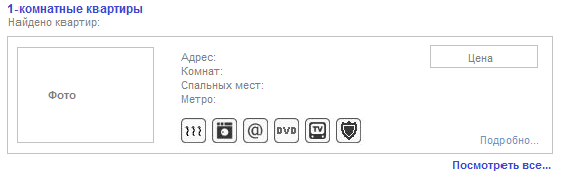 1-комнатные квартиры
Найдено квартир:
Фото
Адрес:
Комнат:
Спальных мест:
Метро:
Цена
@ DVD TV
Подробно...
Посмотреть все...